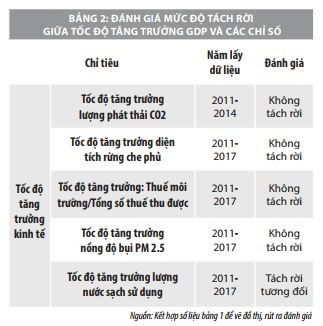 BẢNG 2: ĐÁNH GIÁ MỨC ĐỘ TÁCH RỜI
GIỮA TỐC ĐỘ TĂNG TRƯỞNG GDP VÀ CÁC CHỈ SỐ
Chỉ tiêu
Năm lấy
dữ liệu
Đánh giá
Tốc độ
tăng
trưởng
kinh tế
Tốc độ tăng trưởng
lượng phát thải CO2
2011-
2014
Không
tách rời
Tốc độ tăng trưởng diện
tích rừng che phủ
2011-
2017
Không
tách rời
Tốc độ tăng trưởng: Thuế môi
trường/Tổng số thuế thu được
2011-
2017
Không
tách rời
Tốc độ tăng trưởng
nồng độ bụi PM 2.5
2011-
2017
Không
tách rời
Tốc độ tăng trưởng lượng
nước sạch sử dụng
2011-
2017
Tách rời
tương đối
Nguồn: Kết hợp số liệu bảng 1 để vẽ đồ thị, rút ra đánh giá